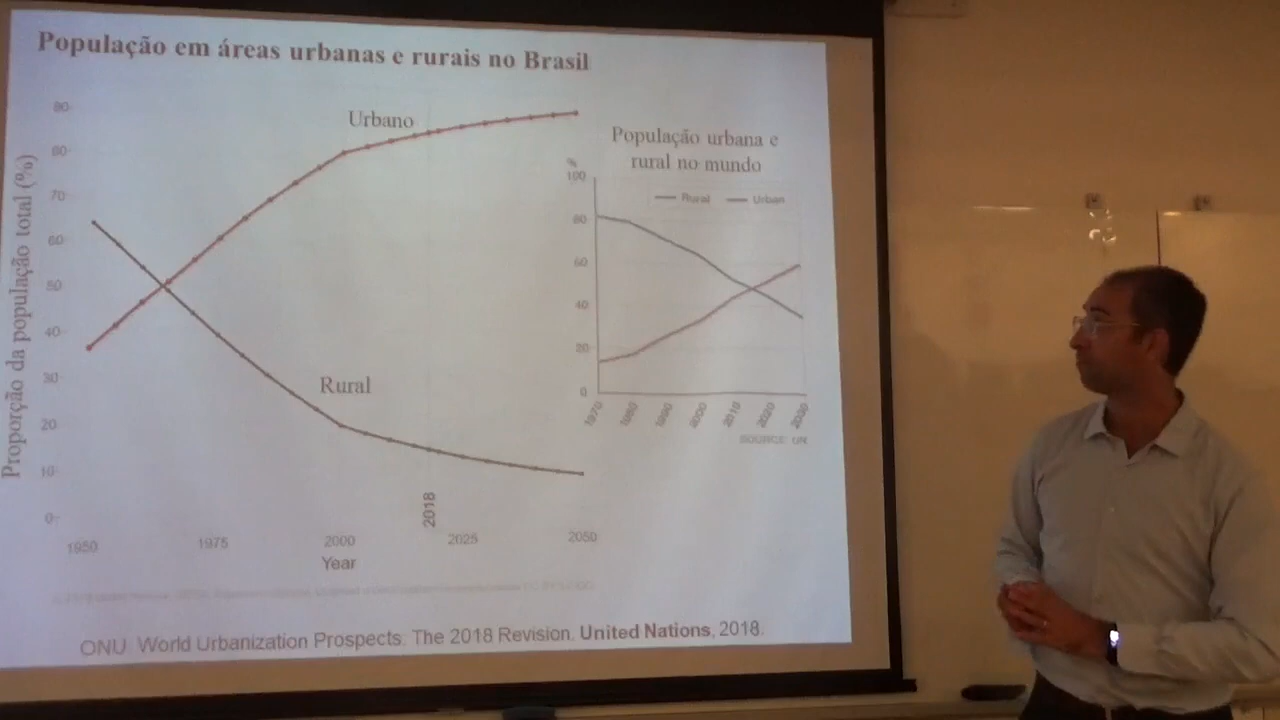 População em áreas urbanas e rurais no Brasil
Proporção da população total (%)
90
80
70
60
50
40
30
20
10
0
Urbano
Rural
2018
1950 1975 2000 2025 2050
Year
População urbana e
rural no mundo
%
100
80
60
40
20
0
Rural Urban
1970 1980 1990 2000 2010 2020 2030
SOURCE: UN
ONU. World Urbanization Prospects: The 2018 Revision. United Nations, 2018.